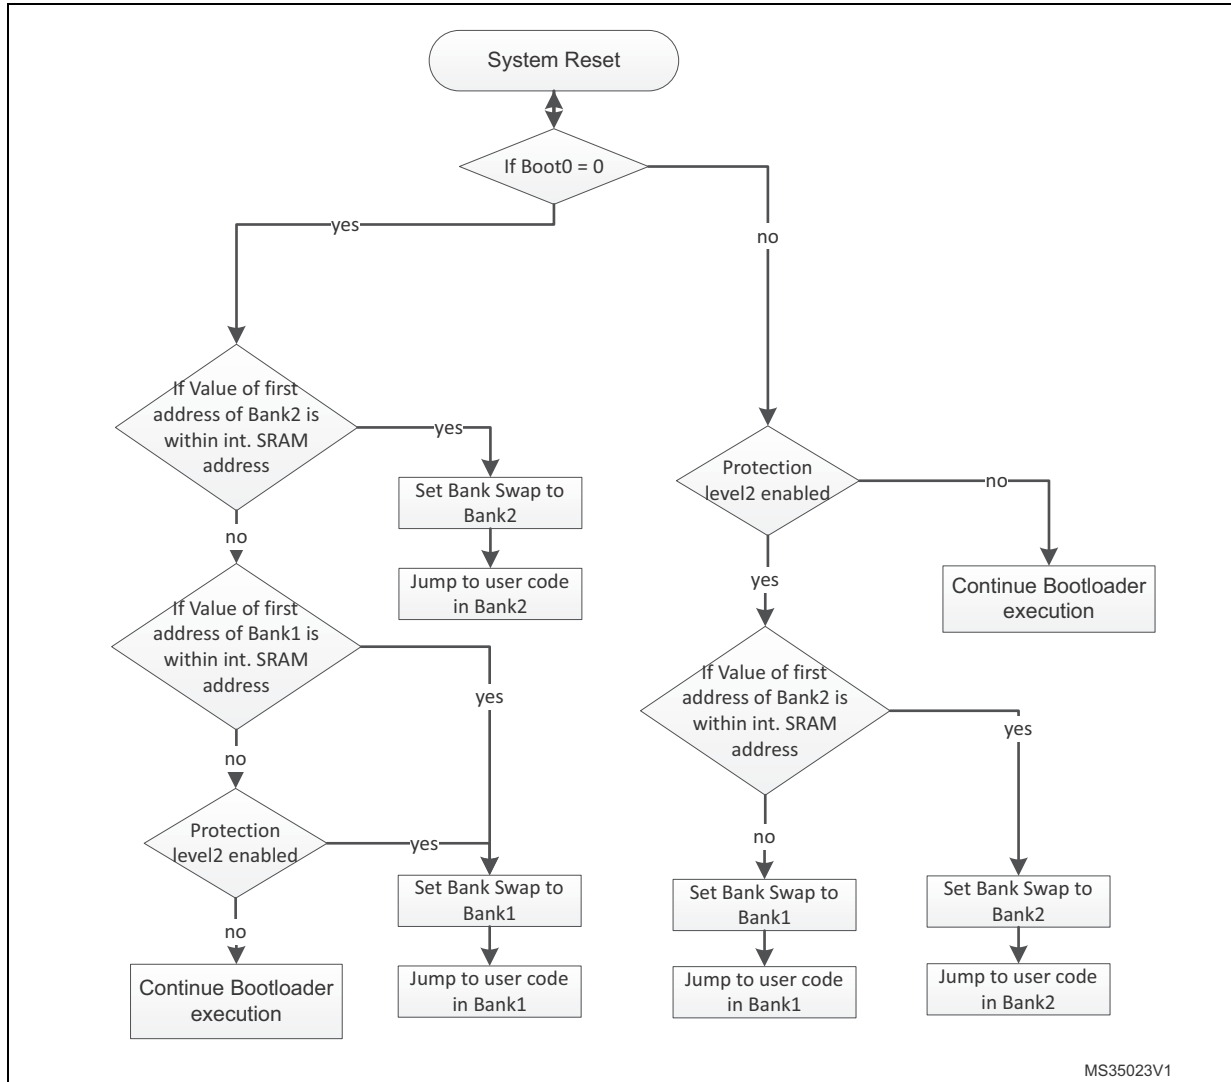 System Reset
If Boot0 = 0
yes
no
If Value of first
address of Bank2 is
within int. SRAM
address
yes
Set Bank Swap to
Bank2
Jump to user code
in Bank2
no
If Value of first
address of Bank1 is
within int. SRAM
address
yes
no
Protection
level2 enabled
yes
Set Bank Swap to
Bank1
Jump to user code
in Bank1
no
Continue Bootloader
execution
Protection
level2 enabled
no
Continue Bootloader
execution
yes
If Value of first
address of Bank2 is
within int. SRAM
address
yes
no
Set Bank Swap to
Bank1
Jump to user code
in Bank1
Set Bank Swap to
Bank2
Jump to user code
in Bank2
MS35023V1